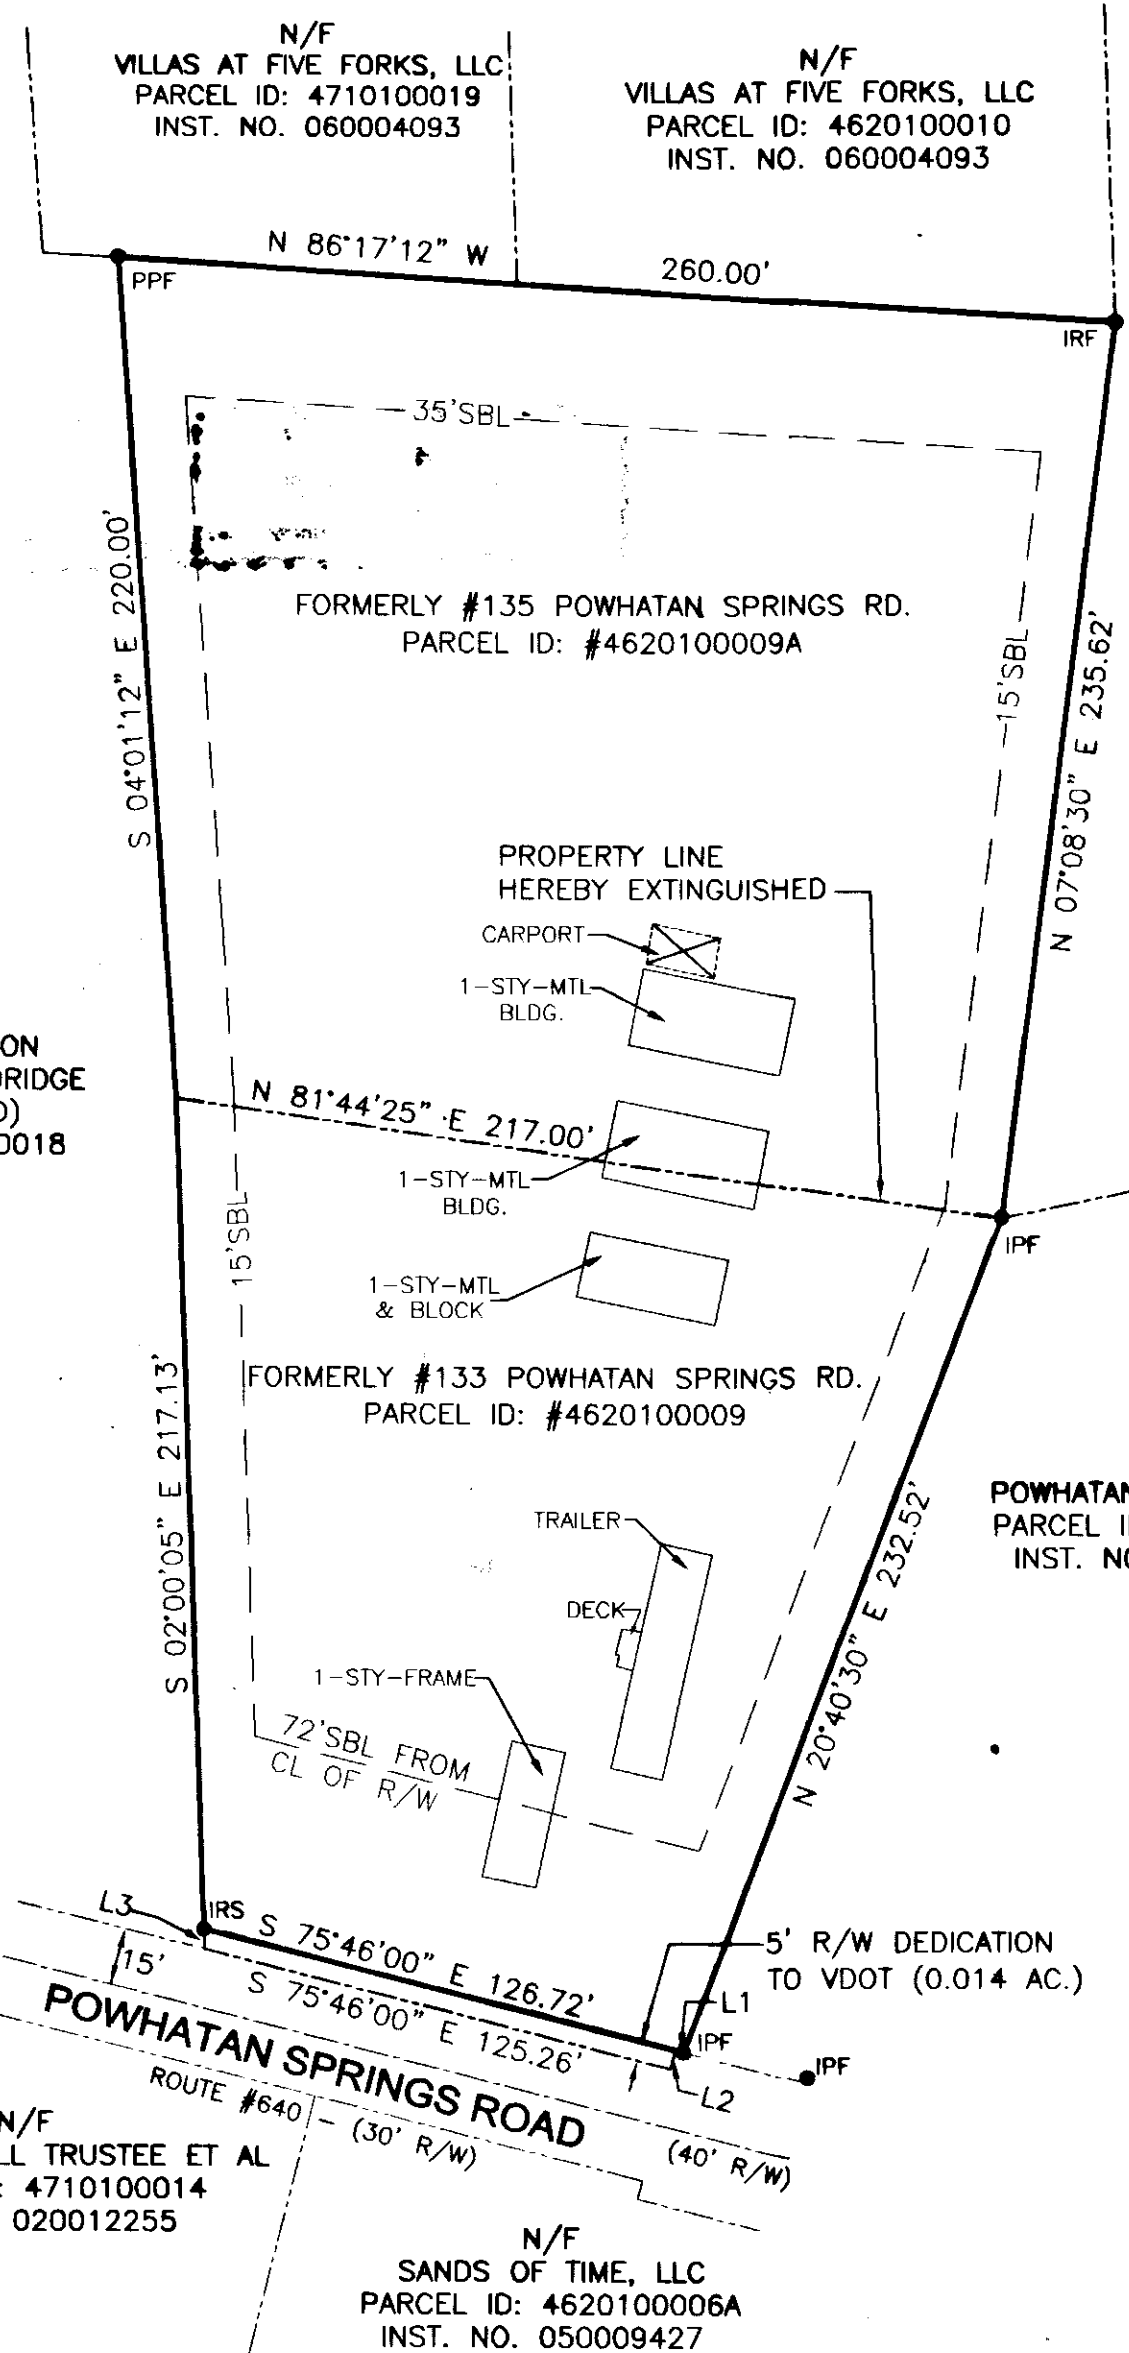 N/F
VILLAS AT FIVE FORKS, LLC
PARCEL ID: 4710100019
INST. NO. 060004093
N/F
VILLAS AT FIVE FORKS, LLC
PARCEL ID: 4620100010
INST. NO. 060004093
N 86°17'12" W
260.00'
PPF
IRF
35'SBL
S 04°01'12" E 220.00'
FORMERLY #135 POWHATAN SPRINGS RD.
PARCEL ID: #4620100009A
15'SBL
N 07°08'30" E 235.62'
PROPERTY LINE
HEREBY EXTINGUISHED
CARPORT
1-STY-MTL
BLDG.
ON
RIDGE
)
0018
N 81°44'25" E 217.00'
1-STY-MTL
BLDG.
IPF
15'SBL
1-STY-MTL
& BLOCK
FORMERLY #133 POWHATAN SPRINGS RD.
PARCEL ID: #4620100009
S 02°00'05" E 217.13'
POWHATAN
PARCEL I
INST. NO
TRAILER
DECK
N 20°40'30" E 232.52'
1-STY-FRAME
72'SBL FROM
CL OF R/W
L3
IRS
S 75°46'00" E 126.72'
5' R/W DEDICATION
TO VDOT (0.014 AC.)
15'
S 75°46'00" E 125.26'
L1
IPF
IPF
L2
POWHATAN SPRINGS ROAD
ROUTE #640 - (30' R/W)
(40' R/W)
N/F
LL TRUSTEE ET AL
: 4710100014
020012255
N/F
SANDS OF TIME, LLC
PARCEL ID: 4620100006A
INST. NO. 050009427